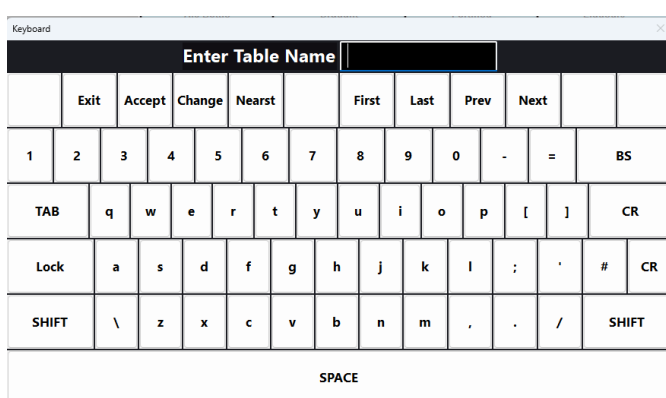 Keyboard
Enter Table Name
Exit Accept Change Nearst First Last Prev Next
1 2 3 4 5 6 7 8 9 0 - = BS
TAB q w e r t y u i o p [ ] CR
Lock a s d f g h j k l ; ' # CR
SHIFT \ z x c v b n m , . / SHIFT
SPACE